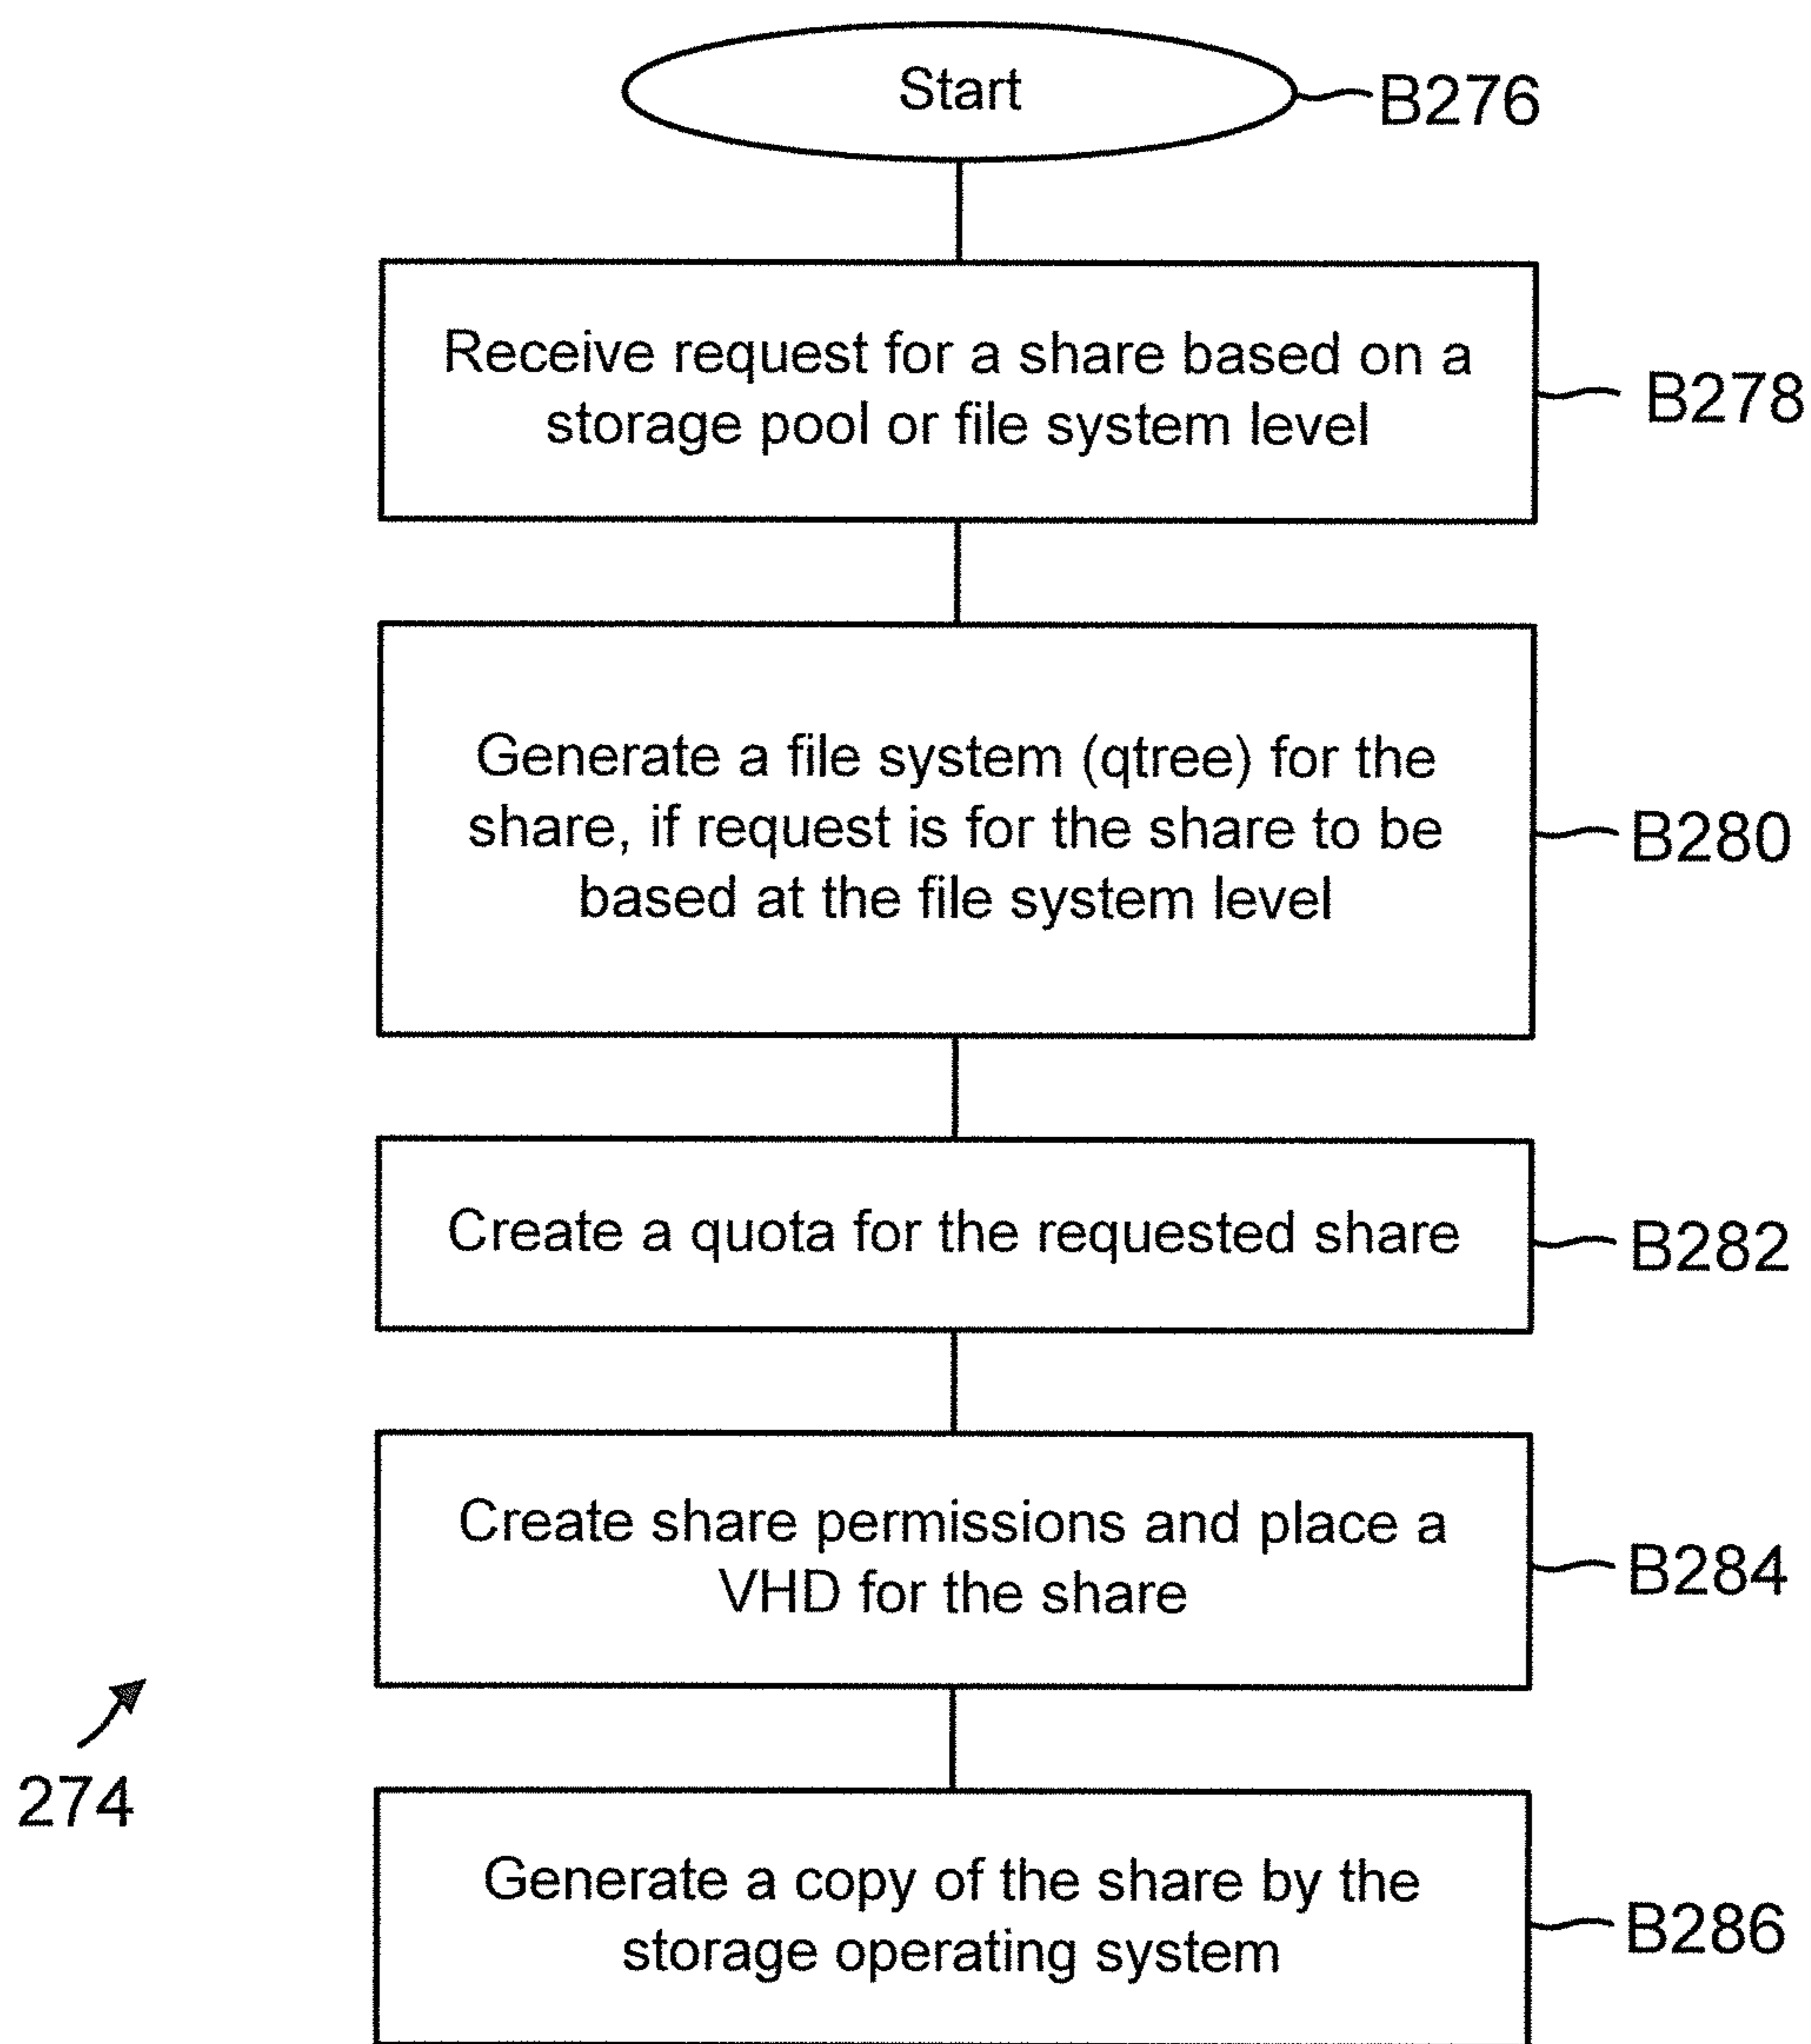 Start
B276
Receive request for a share based on a
storage pool or file system level
B278
Generate a file system (qtree) for the
share, if request is for the share to be
based at the file system level
B280
Create a quota for the requested share
B282
Create share permissions and place a
VHD for the share
B284
274
Generate a copy of the share by the
storage operating system
B286